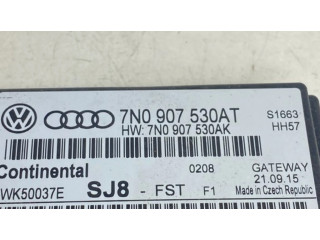 7N0 907 530AT S1663
HW: 7N0 907 530AK HH57
Continental 0208 GATEWAY
WK50037E SJ8 - FST F1 21.09.15
Made in Czech Republic